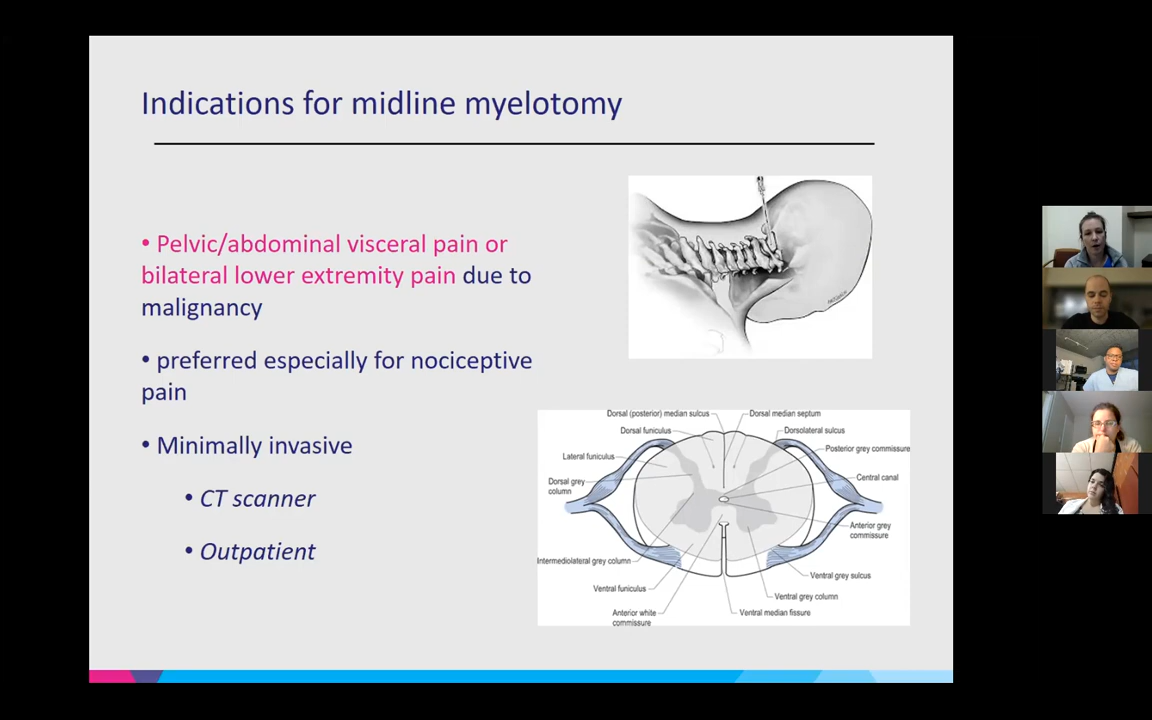 Indications for midline myelotomy
• Pelvic/abdominal visceral pain or
bilateral lower extremity pain due to
malignancy
• preferred especially for nociceptive
pain
• Minimally invasive
• CT scanner
• Outpatient
Dorsal (posterior) median sulcus
Dorsal median septum
Dorsal funiculus
Dorsolateral sulcus
Posterior grey commissure
Lateral funiculus
Central canal
Dorsal grey
column
Anterior grey
commissure
Intermediolateral grey column
Ventral grey sulcus
Ventral funiculus
Ventral grey column
Anterior white
commissure
Ventral median fissure